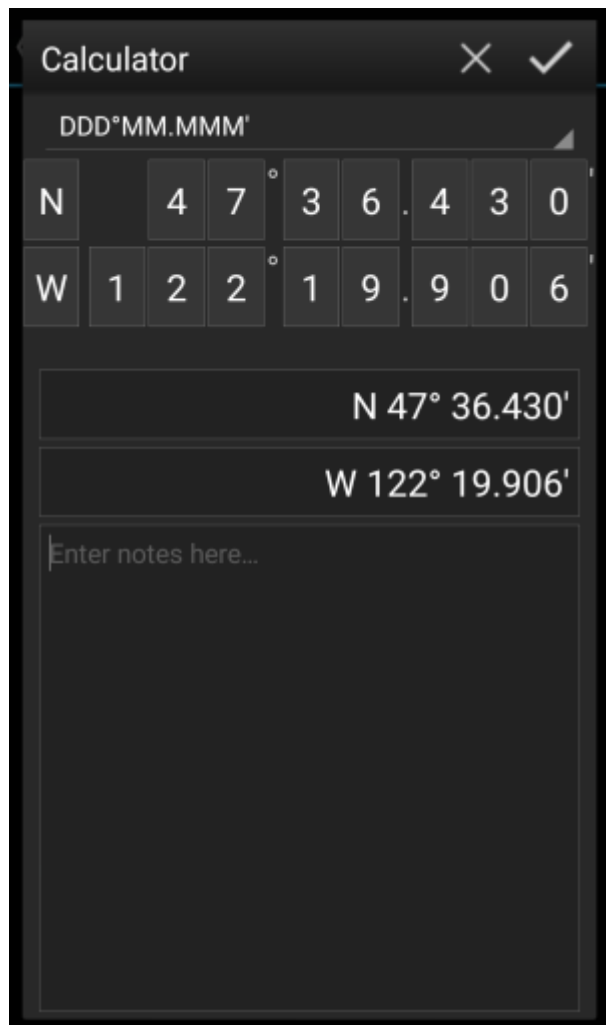 Calculator
DDD°MM.MMM'
N 4 7 ° 3 6 . 4 3 0 '
W 1 2 2 ° 1 9 . 9 0 6 '
N 47° 36.430'
W 122° 19.906'
Enter notes here...